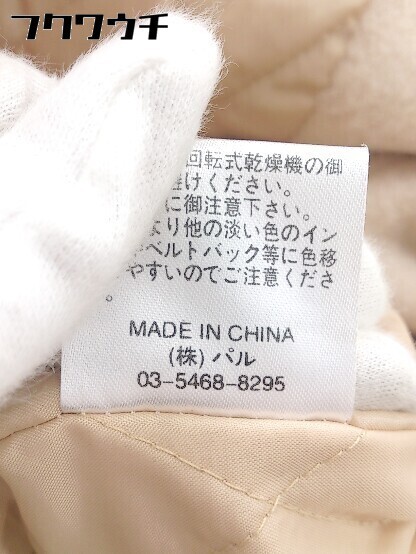 フクワウチ
回転式乾燥機の御
けください。
に御注意下さい。
より他の淡い色のイン
ベルトバック等に色移
やすいのでご注意くださ
。
MADE IN CHINA
(株)パル
03-5468-8295